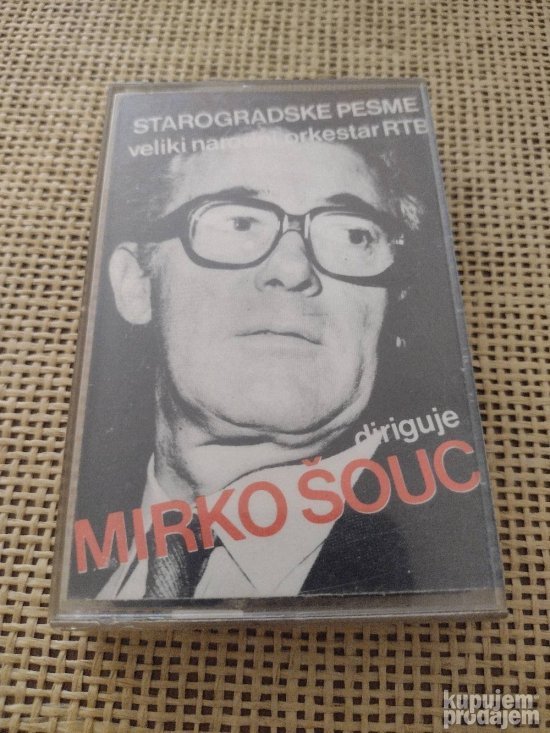 STAROGRADSKE PESME
veliki narodni orkestar RTB
diriguje
MIRKO ŠOUC
kupujem
prodajem